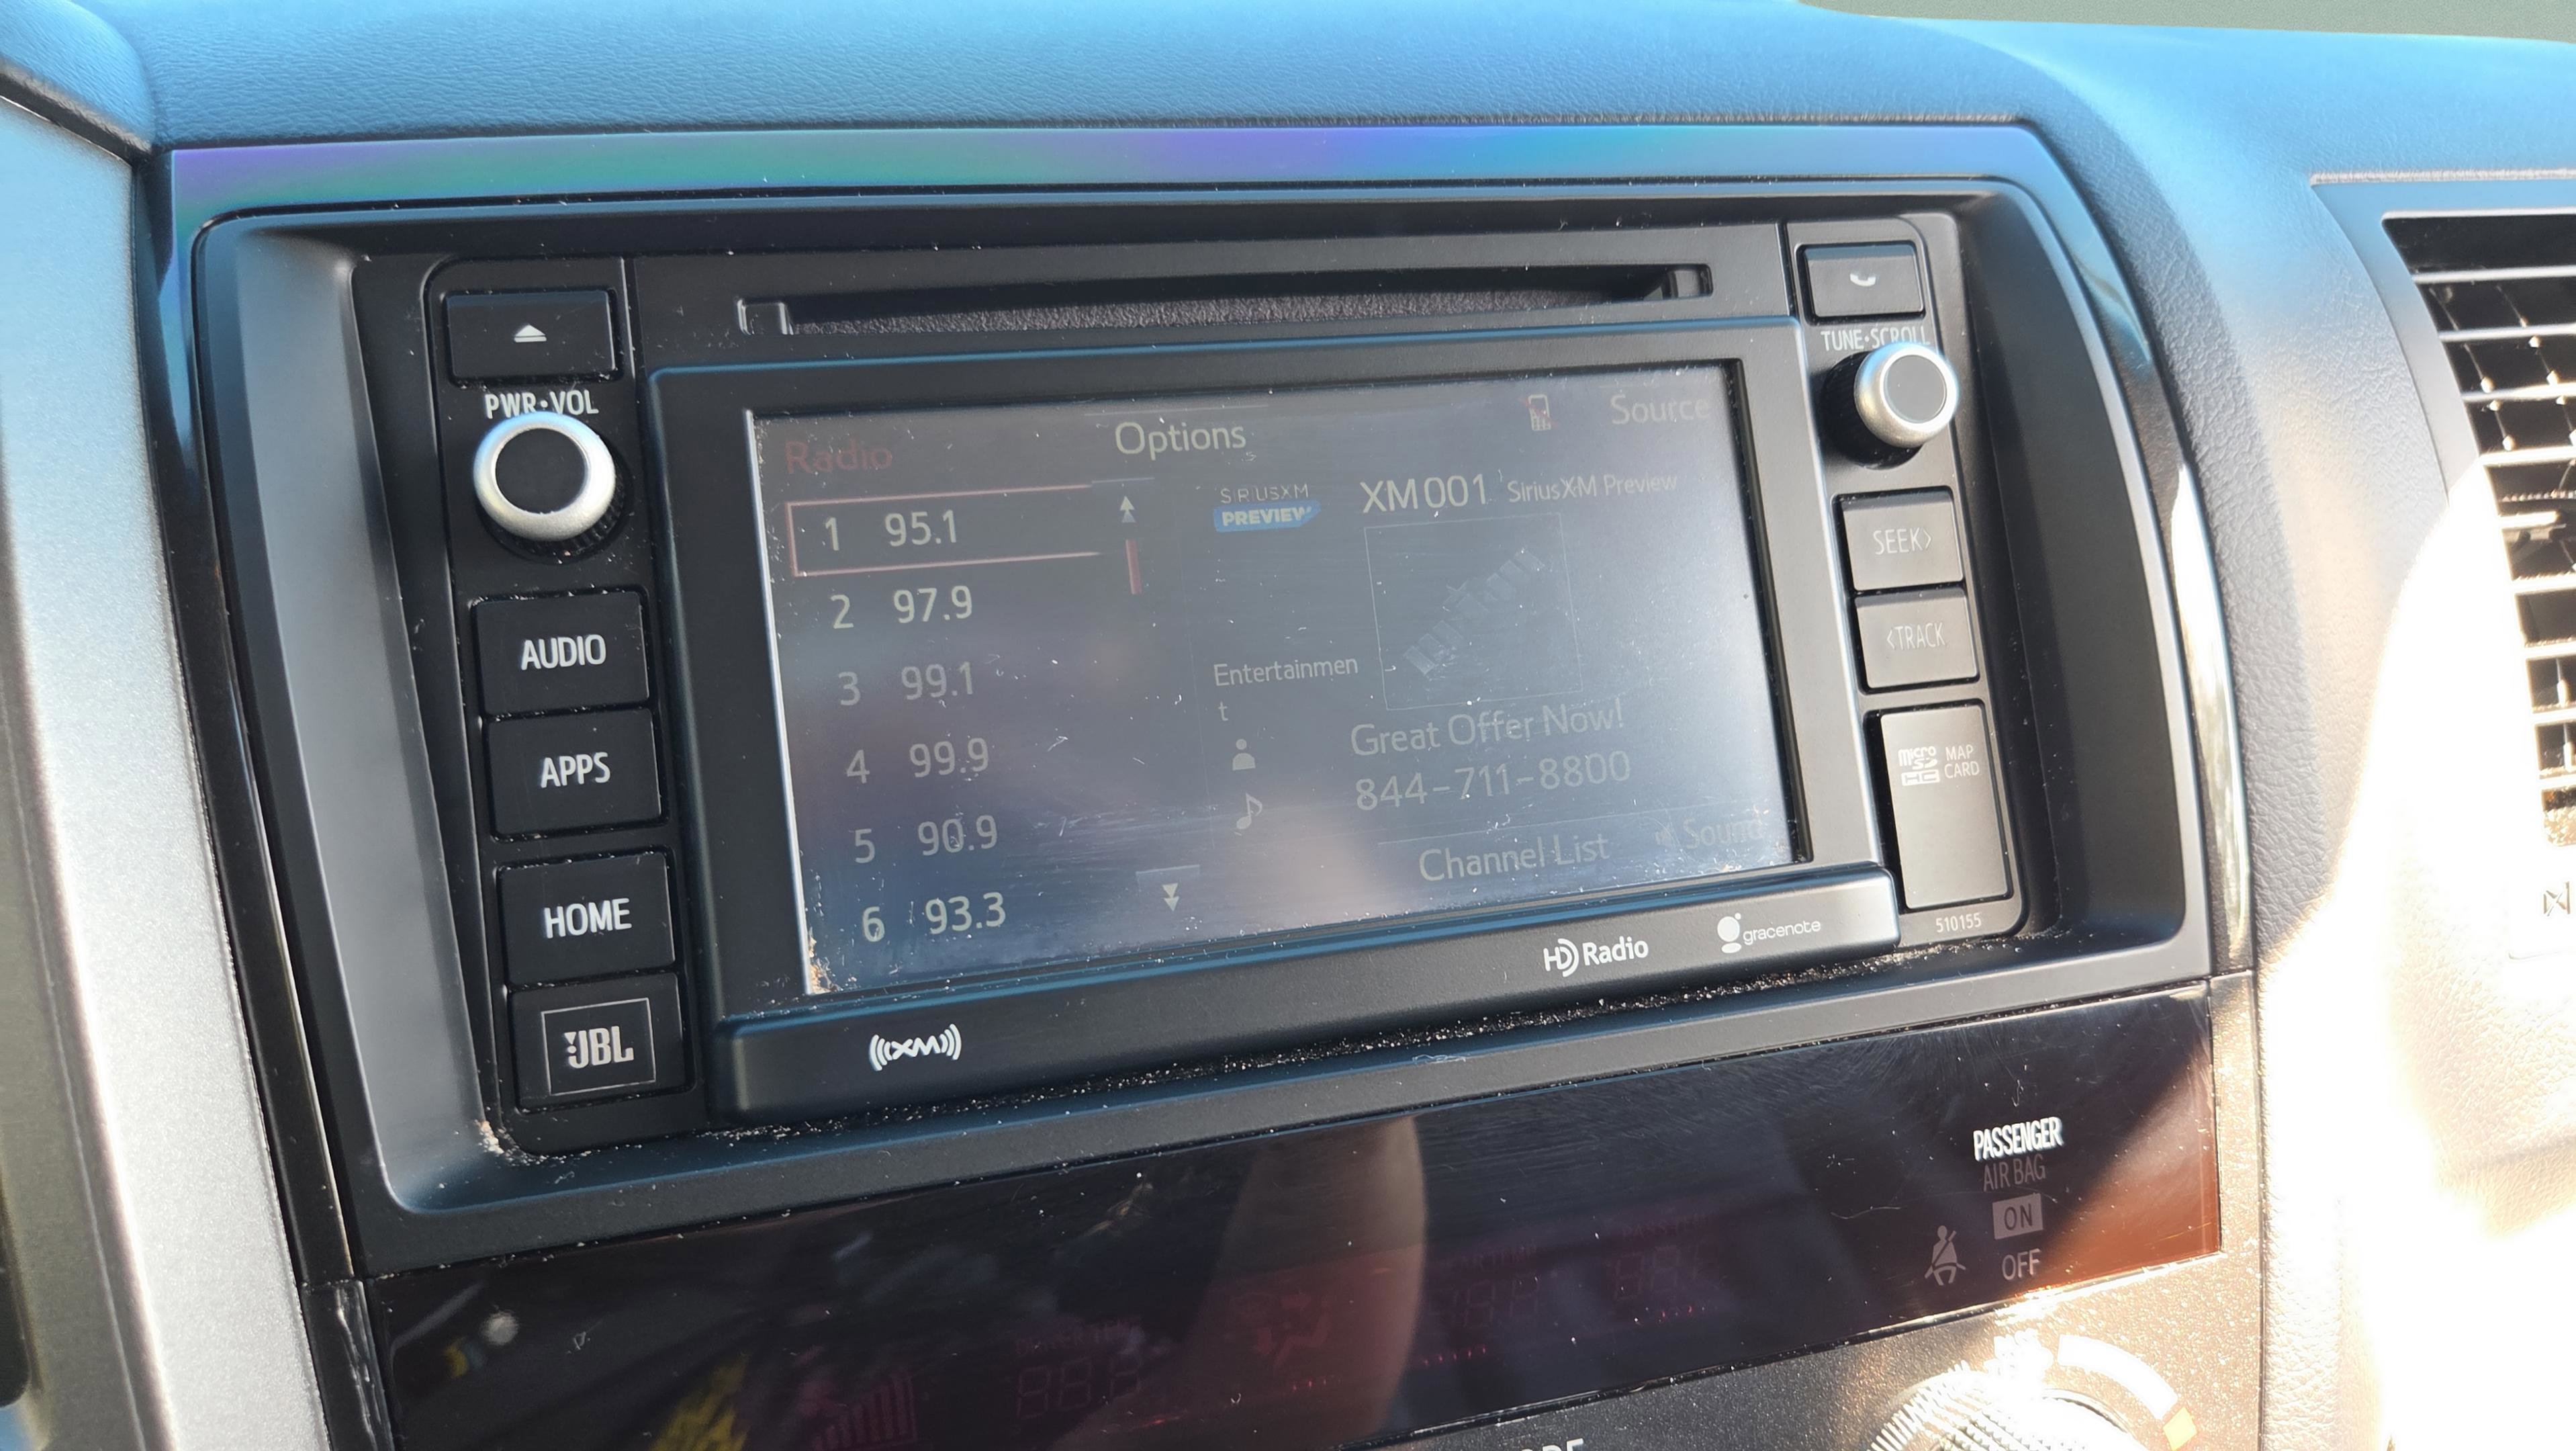 PWR•VOL
AUDIO
APPS
HOME
JBL
Radio
Options
Source
1 95.1
2 97.9
3 99.1
4 99.9
5 90.9
6 93.3
SIRIUSXM
PREVIEW
XM001 SiriusXM Preview
Entertainmen
t
Great Offer Now!
844-711-8800
Channel List
Sound
((XM))
HD Radio
gracenote
TUNE•SCROLL
SEEK>
<TRACK
micro
SD
HC
MAP
CARD
510155
PASSENGER
AIR BAG
ON
OFF